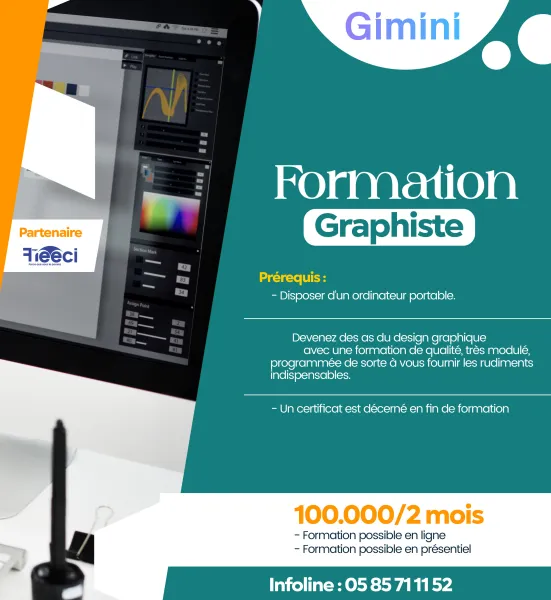 Gimini
Formation
Graphiste
Partenaire
Fieeci
Prérequis :
- Disposer d'un ordinateur portable.
Devenez des as du design graphique
avec une formation de qualité, très modulé,
programmée de sorte à vous fournir les rudiments
indispensables.
- Un certificat est décerné en fin de formation
100.000/2 mois
- Formation possible en ligne
- Formation possible en présentiel
Infoline : 05 85 71 11 52